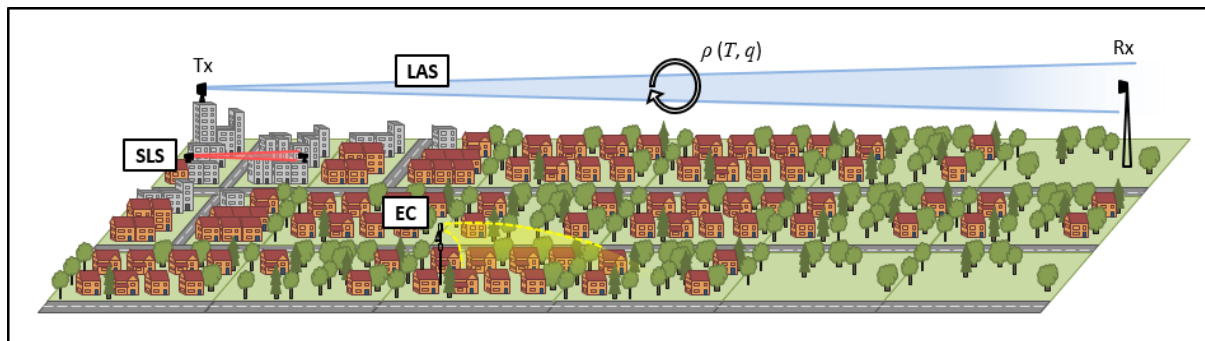 Tx
LAS
ρ (T, q)
Rx
SLS
EC